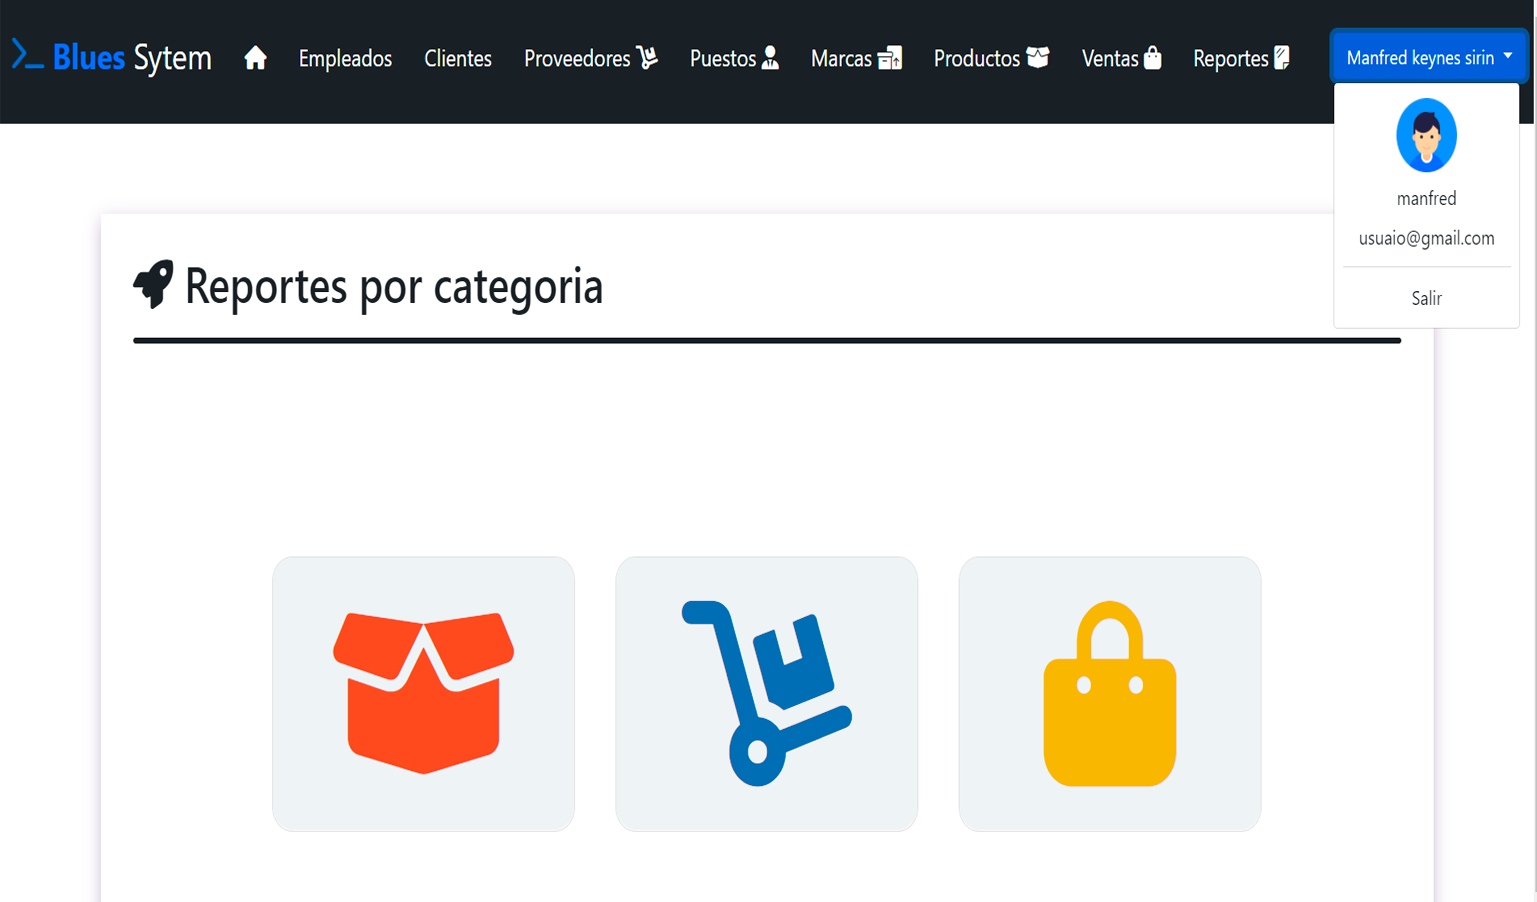 Blues Sytem Empleados Clientes Proveedores Puestos Marcas Productos Ventas Reportes Manfred keynes sirin
manfred
usuaio@gmail.com
Salir
Reportes por categoria